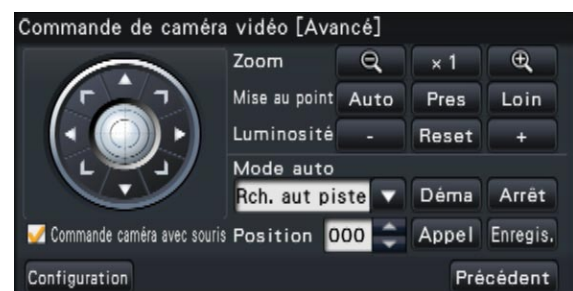 Commande de caméra vidéo [Avancé]
Zoom × 1
Mise au point Auto Pres Loin
Luminosité - Reset +
Mode auto
Rch. aut piste Déma Arrêt
Commande caméra avec souris Position 000 Appel Enregis.
Configuration Précédent